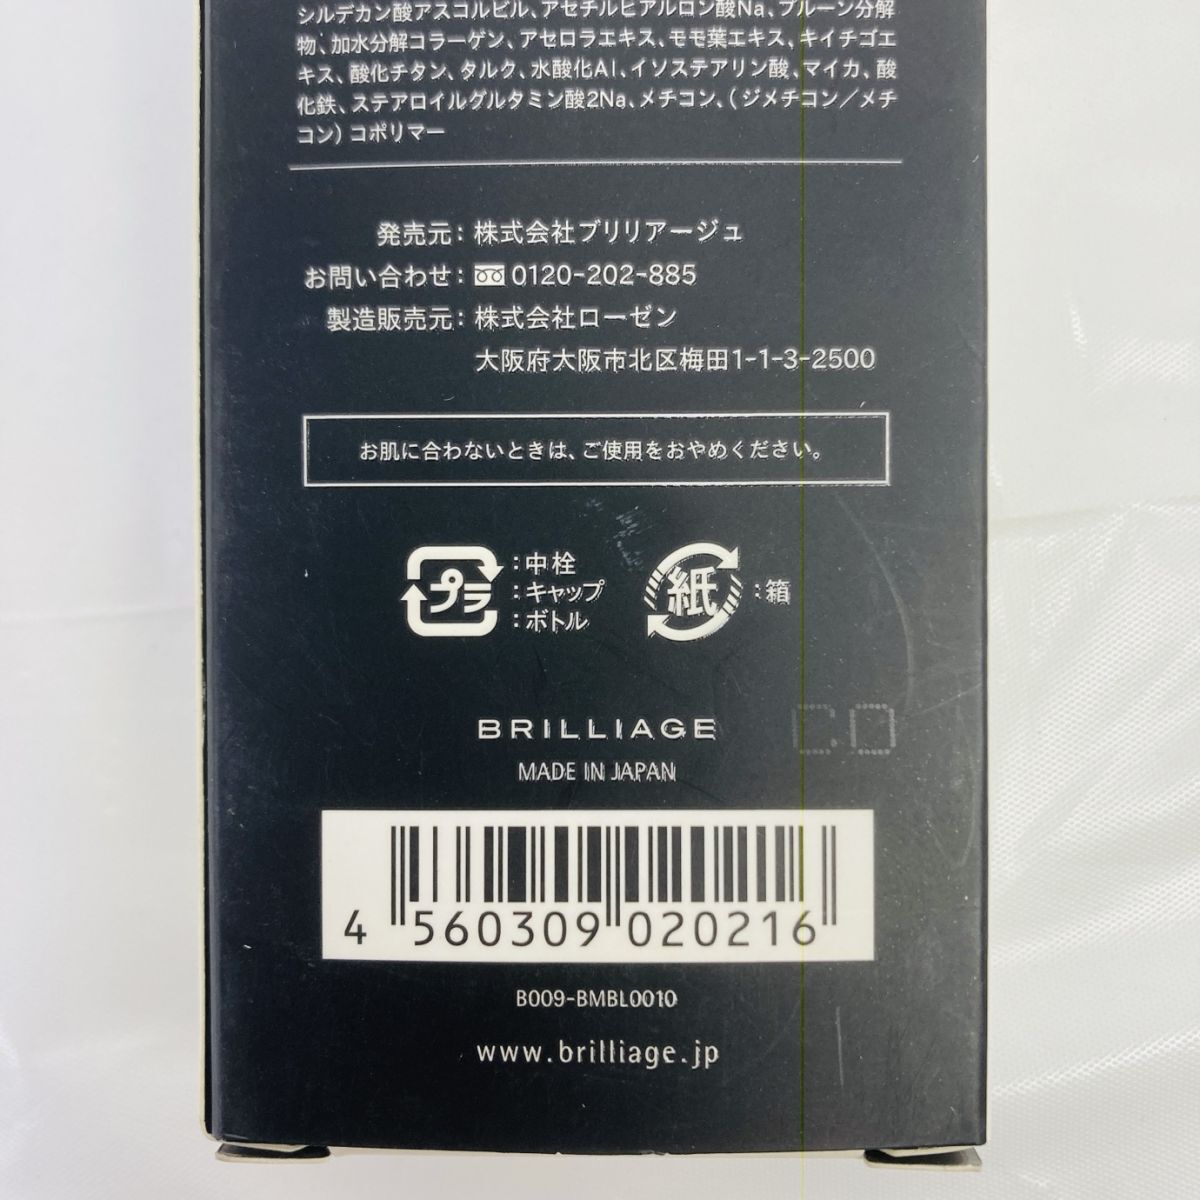 シルデカン酸アスコルビル、アセチルヒアルロン酸Na、プルーン分解
物、加水分解コラーゲン、アセロラエキス、モモ葉エキス、キイチゴエ
キス、酸化チタン、タルク、水酸化Al、イソステアリン酸、マイカ、酸
化鉄、ステアロイルグルタミン酸2Na、メチコン、(ジメチコン／メチ
コン)コポリマー
発売元：株式会社ブリリアージュ
お問い合わせ：0120-202-885
製造販売元：株式会社ローゼン
大阪府大阪市北区梅田1-1-3-2500
お肌に合わないときは、ご使用をおやめください。
プラ：中栓
：キャップ
：ボトル
紙：箱
CO
BRILLIAGE
MADE IN JAPAN
4 560309 020216
B009-BMBL0010
www.brilliage.jp